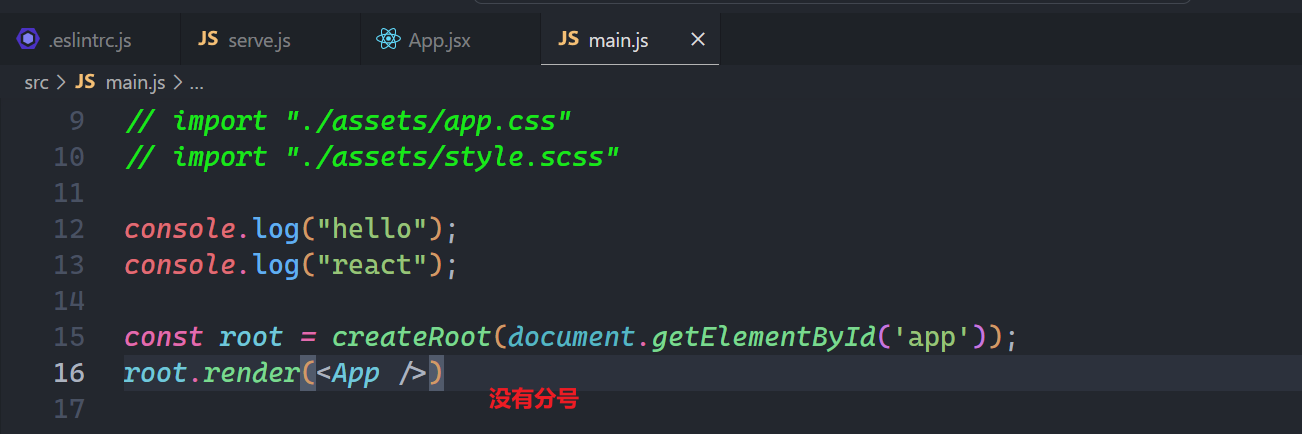 .eslintrc.js JS serve.js App.jsx JS main.js ×
src > JS main.js > ...
9 // import "./assets/app.css"
10 // import "./assets/style.scss"
11
12 console.log("hello");
13 console.log("react");
14
15 const root = createRoot(document.getElementById('app'));
16 root.render(<App />)
没有分号
17